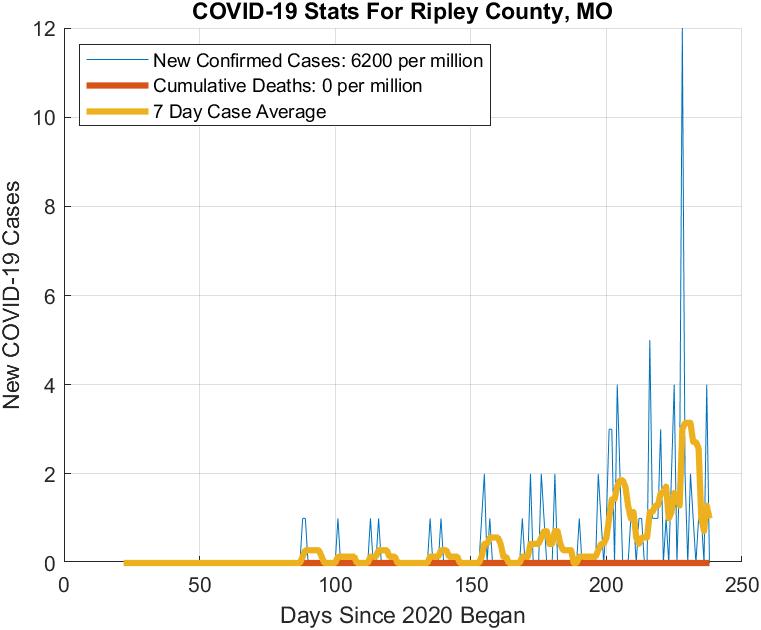 COVID-19 Stats For Ripley County, MO
New Confirmed Cases: 6200 per million
Cumulative Deaths: 0 per million
7 Day Case Average
New COVID-19 Cases
12
10
8
6
4
2
0
0 50 100 150 200 250
Days Since 2020 Began